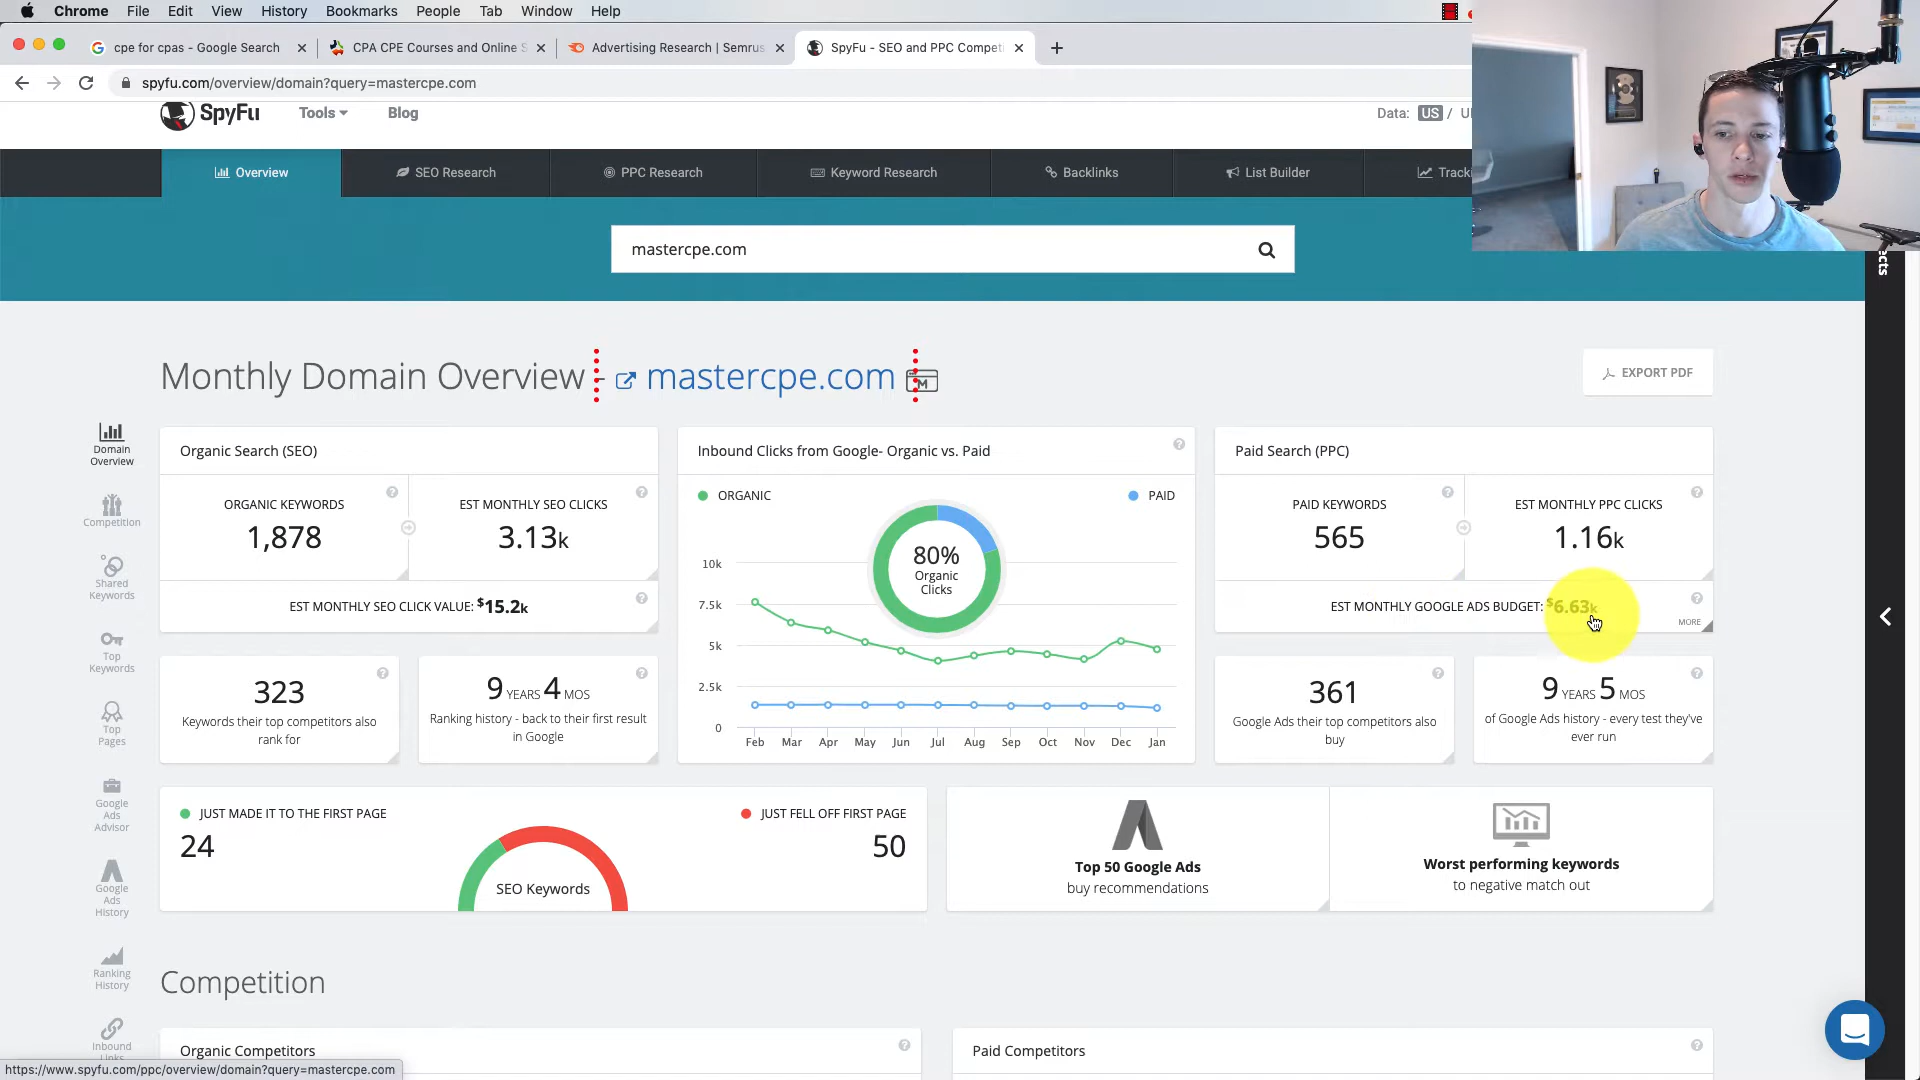 Chrome File Edit View History Bookmarks People Tab Window Help
cpe for cpas - Google Search
CPA CPE Courses and Online S
Advertising Research | Semrus
SpyFu - SEO and PPC Competi
spyfu.com/overview/domain?query=mastercpe.com
SpyFu
Tools
Blog
Data: US /
Overview
SEO Research
PPC Research
Keyword Research
Backlinks
List Builder
Tracki
mastercpe.com
ects
Monthly Domain Overview - mastercpe.com
M
EXPORT PDF
Domain Overview
Competition
Shared Keywords
Top Keywords
Top Pages
Google Ads Advisor
Google Ads History
Ranking History
Inbound Links
Organic Search (SEO)
ORGANIC KEYWORDS
1,878
EST MONTHLY SEO CLICKS
3.13k
EST MONTHLY SEO CLICK VALUE: $15.2k
323
Keywords their top competitors also rank for
9 YEARS 4 MOS
Ranking history - back to their first result in Google
Inbound Clicks from Google- Organic vs. Paid
ORGANIC
PAID
80%
Organic
Clicks
10k
7.5k
5k
2.5k
0
Feb Mar Apr May Jun Jul Aug Sep Oct Nov Dec Jan
Paid Search (PPC)
PAID KEYWORDS
565
EST MONTHLY PPC CLICKS
1.16k
EST MONTHLY GOOGLE ADS BUDGET: $6.63k
MORE
361
Google Ads their top competitors also buy
9 YEARS 5 MOS
of Google Ads history - every test they've ever run
JUST MADE IT TO THE FIRST PAGE
24
JUST FELL OFF FIRST PAGE
50
SEO Keywords
Top 50 Google Ads
buy recommendations
Worst performing keywords
to negative match out
Competition
Organic Competitors
Paid Competitors
https://www.spyfu.com/ppc/overview/domain?query=mastercpe.com